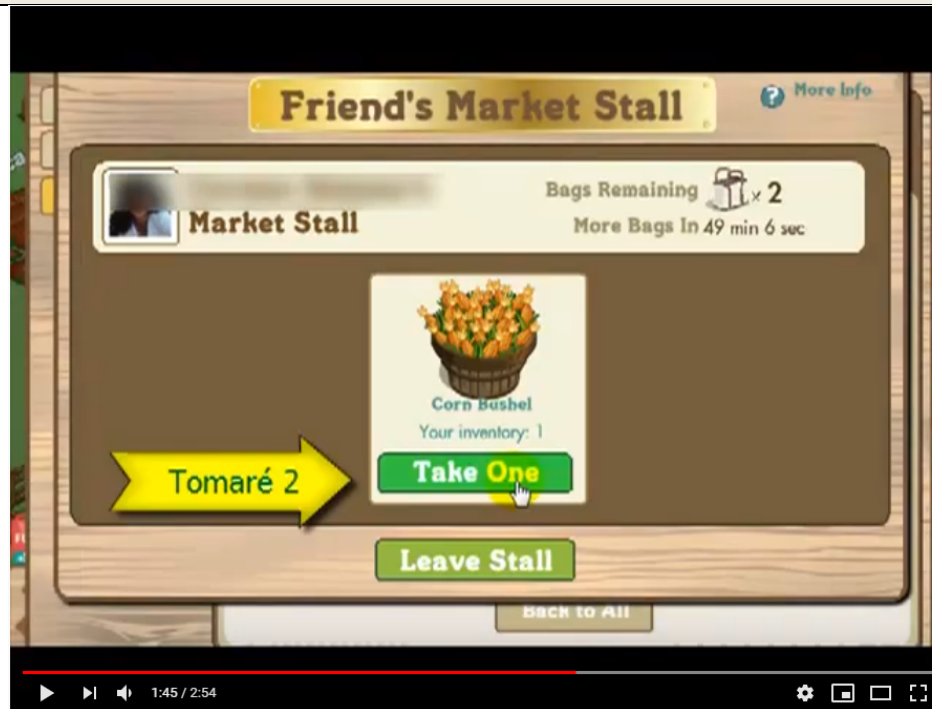 Friend's Market Stall
More Info
Bags Remaining x 2
Market Stall
More Bags In 49 min 6 sec
Corn Bushel
Your inventory: 1
Take One
Tomaré 2
Leave Stall
Back to All
1:45 / 2:54